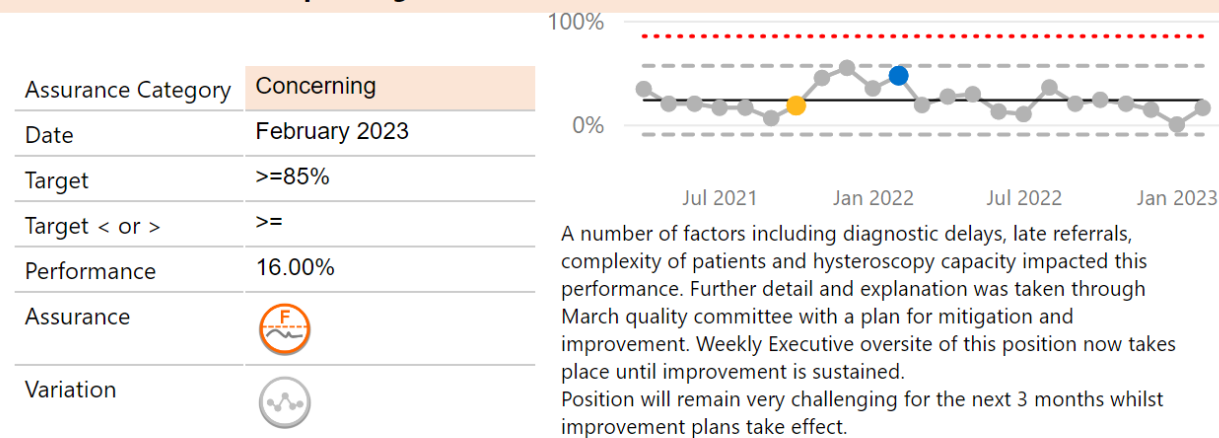 100%
0%
Jul 2021 Jan 2022 Jul 2022 Jan 2023
Assurance Category Concerning
Date February 2023
Target >=85%
Target < or > >=
Performance 16.00%
Assurance F
Variation
A number of factors including diagnostic delays, late referrals,
complexity of patients and hysteroscopy capacity impacted this
performance. Further detail and explanation was taken through
March quality committee with a plan for mitigation and
improvement. Weekly Executive oversite of this position now takes
place until improvement is sustained.
Position will remain very challenging for the next 3 months whilst
improvement plans take effect.